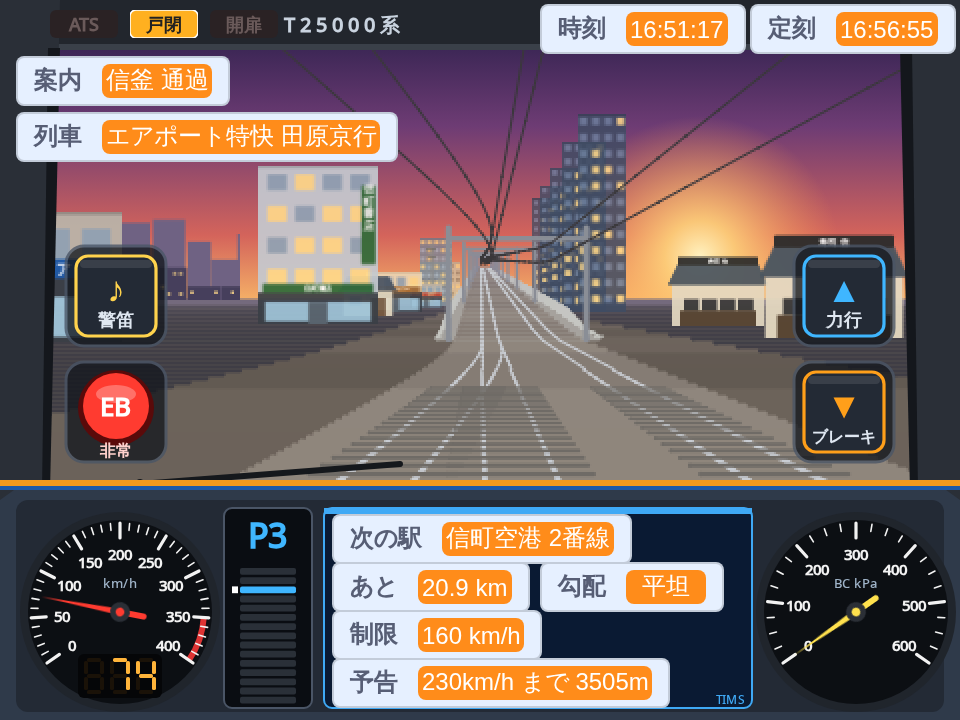 ATS 戸閉 開扉 T25000系
時刻 16:51:17 定刻 16:56:55
案内 信釜 通過
列車 エアポート特快 田原京行
♪
警笛
▲
力行
EB
非常
▼
ブレーキ
0 50 100 150 200 250 300 350 400
km/h
74
P3
次の駅 信町空港 2番線
あと 20.9 km 勾配 平坦
制限 160 km/h
予告 230km/h まで 3505m
TIMS
0 100 200 300 400 500 600
BC kPa